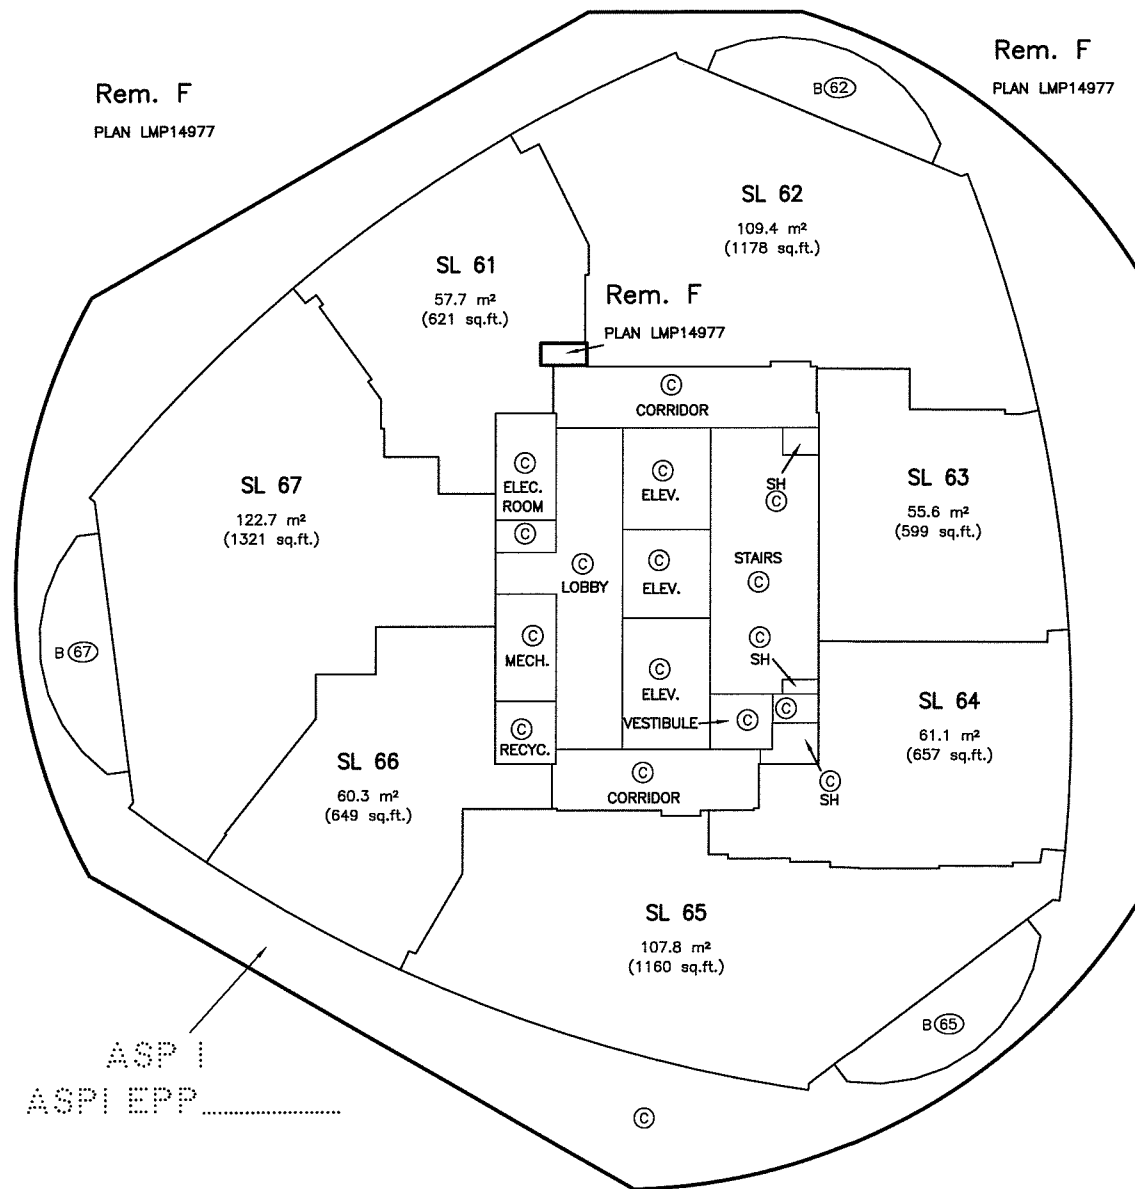 Rem. F
PLAN LMP14977
Rem. F
PLAN LMP14977
B 62
SL 62
109.4 m²
(1178 sq.ft.)
SL 61
57.7 m²
(621 sq.ft.)
Rem. F
PLAN LMP14977
C
CORRIDOR
SL 67
122.7 m²
(1321 sq.ft.)
C
ELEC.
ROOM
C
C
ELEV.
SH
C
SL 63
55.6 m²
(599 sq.ft.)
C
LOBBY
C
ELEV.
STAIRS
C
B 67
C
MECH.
C
ELEV.
C
SH
C
RECYC.
VESTIBULE
C
C
SL 64
61.1 m²
(657 sq.ft.)
SL 66
60.3 m²
(649 sq.ft.)
C
CORRIDOR
C
SH
SL 65
107.8 m²
(1160 sq.ft.)
B 65
ASP I
ASPI EPP
C